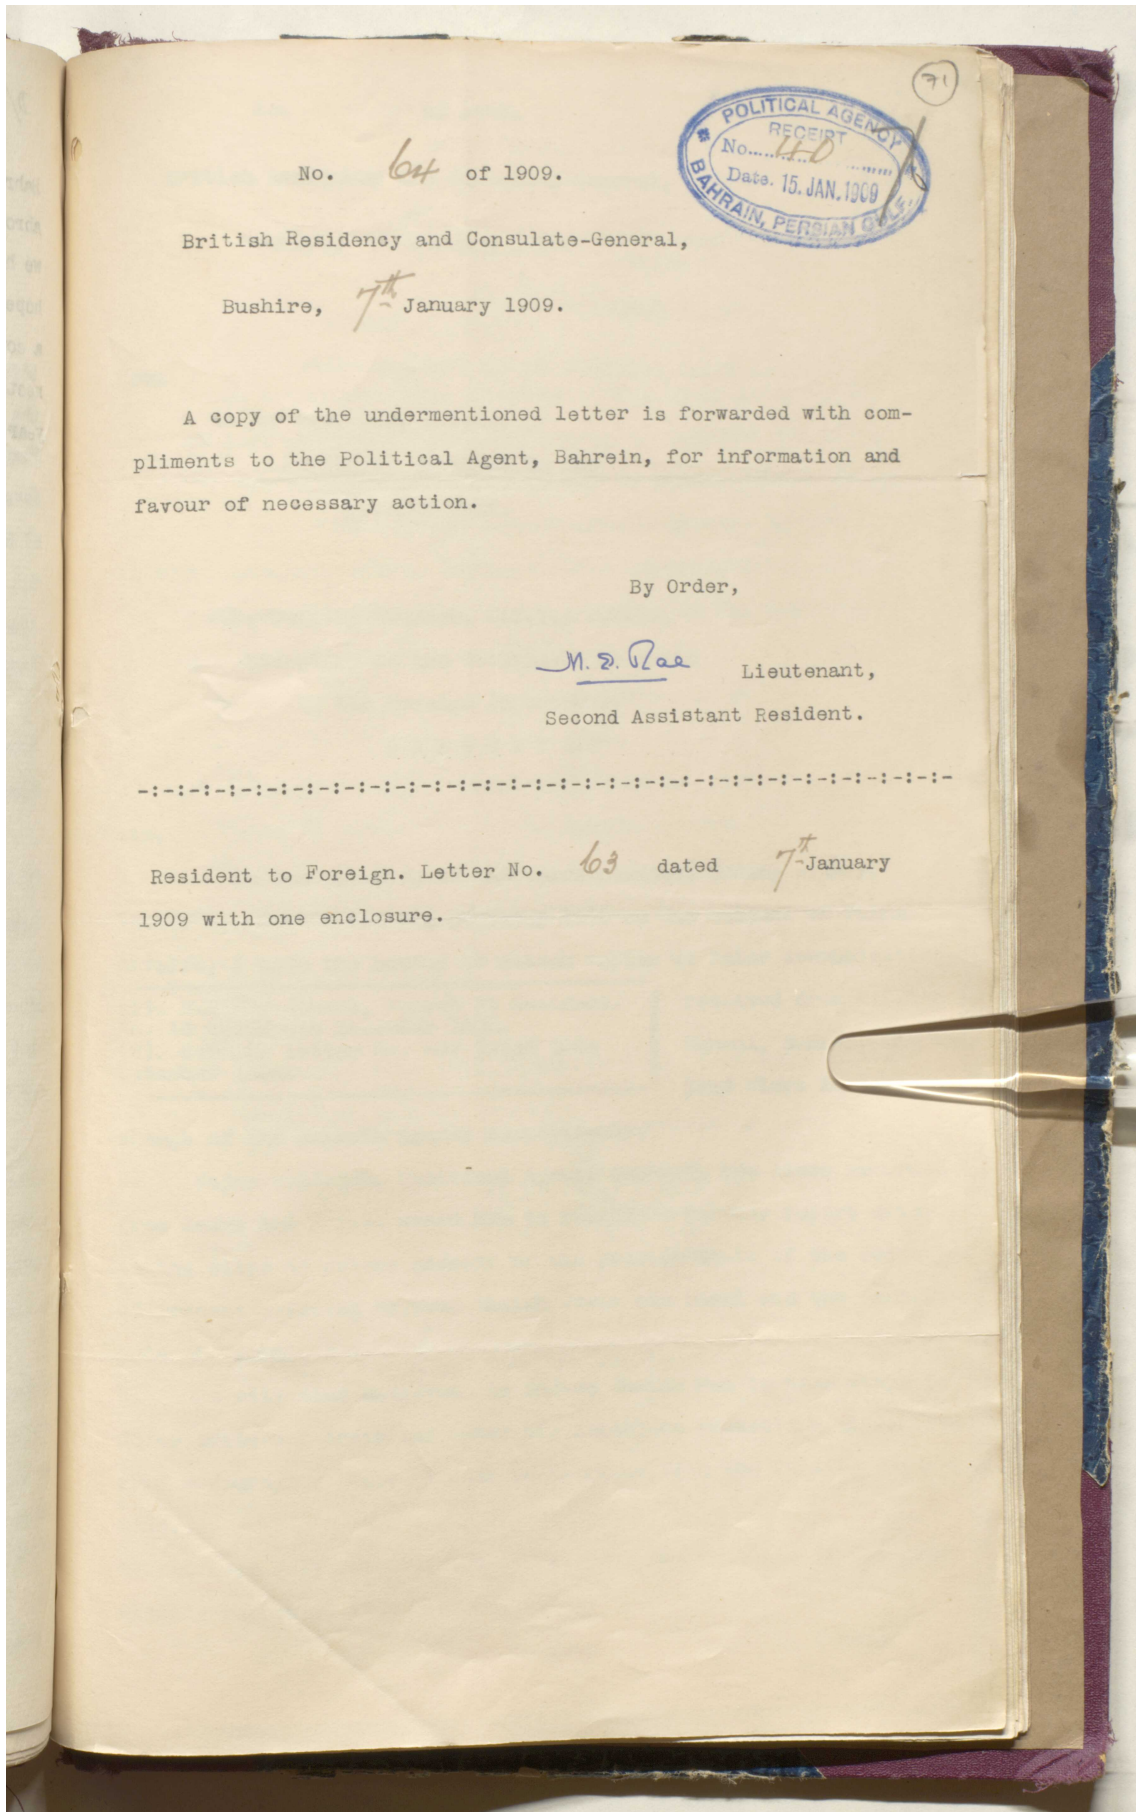 71
POLITICAL AGENCY
RECEIPT
No. 40
Date. 15. JAN. 1909
BAHRAIN, PERSIAN GULF.
No. 64 of 1909.
British Residency and Consulate-General,
Bushire, 7th January 1909.
A copy of the undermentioned letter is forwarded with com-
pliments to the Political Agent, Bahrein, for information and
favour of necessary action.
By Order,
M. E. Rae Lieutenant,
Second Assistant Resident.
-:-:-:-:-:-:-:-:-:-:-:-:-:-:-:-:-:-:-:-:-:-:-:-:-:-:-:-:-:-:-:-:-
Resident to Foreign. Letter No. 63 dated 7th January
1909 with one enclosure.